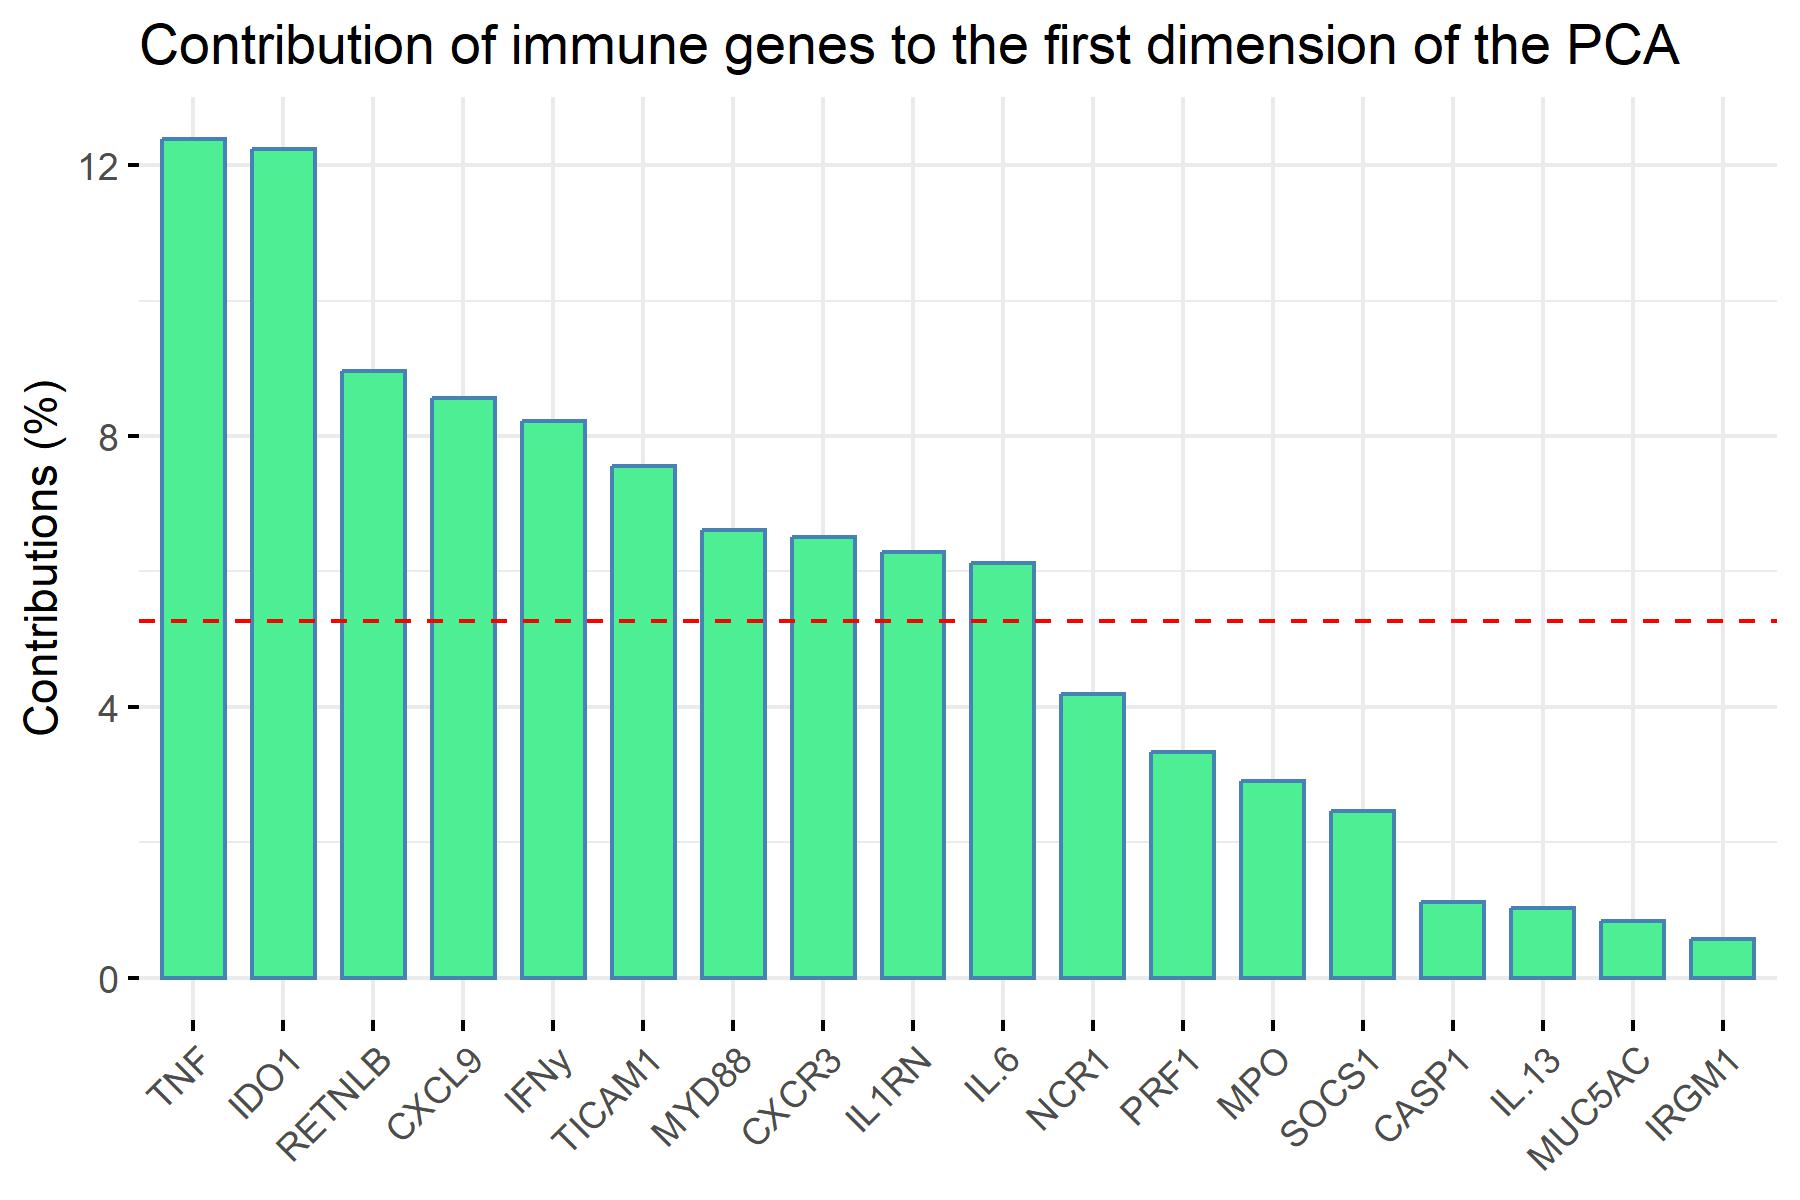 Contribution of immune genes to the first dimension of the PCA
Contributions (%)
12
8
4
0
TNF
IDO1
RETNLB
CXCL9
IFNy
TICAM1
MYD88
CXCR3
IL1RN
IL.6
NCR1
PRF1
MPO
SOCS1
CASP1
IL.13
MUC5AC
IRGM1